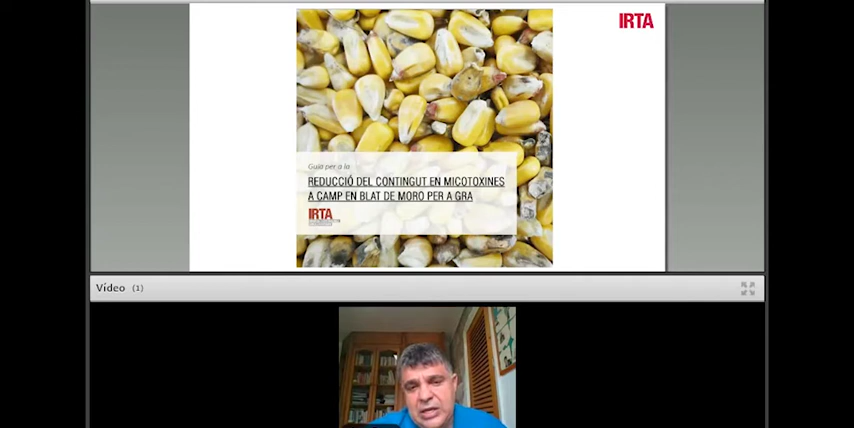 IRTA
Guia per a la
REDUCCIÓ DEL CONTINGUT EN MICOTOXINES
A CAMP EN BLAT DE MORO PER A GRA
IRTA
Vídeo (1)